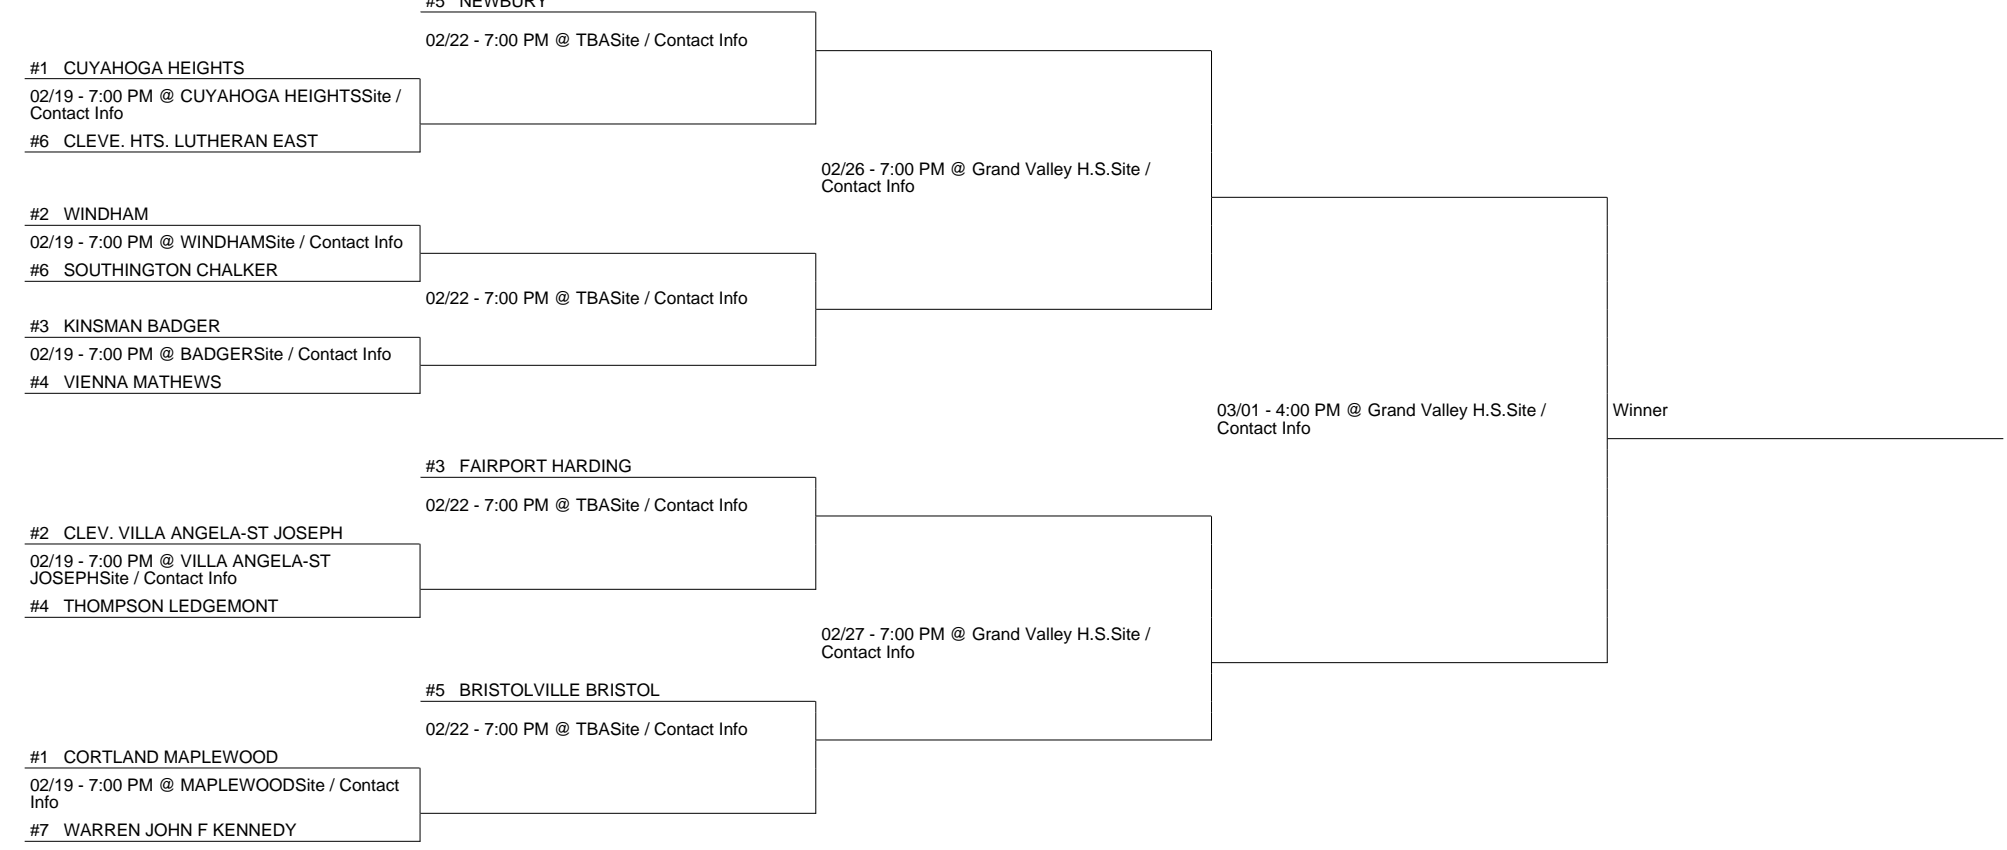 #5 NEWBURY
02/22 - 7:00 PM @ TBASite / Contact Info
#1 CUYAHOGA HEIGHTS
02/19 - 7:00 PM @ CUYAHOGA HEIGHTSSite /
Contact Info
#6 CLEVE. HTS. LUTHERAN EAST
02/26 - 7:00 PM @ Grand Valley H.S.Site /
Contact Info
#2 WINDHAM
02/19 - 7:00 PM @ WINDHAMSite / Contact Info
#6 SOUTHINGTON CHALKER
02/22 - 7:00 PM @ TBASite / Contact Info
#3 KINSMAN BADGER
02/19 - 7:00 PM @ BADGERSite / Contact Info
#4 VIENNA MATHEWS
03/01 - 4:00 PM @ Grand Valley H.S.Site /
Contact Info
Winner
#3 FAIRPORT HARDING
02/22 - 7:00 PM @ TBASite / Contact Info
#2 CLEV. VILLA ANGELA-ST JOSEPH
02/19 - 7:00 PM @ VILLA ANGELA-ST
JOSEPHSite / Contact Info
#4 THOMPSON LEDGEMONT
02/27 - 7:00 PM @ Grand Valley H.S.Site /
Contact Info
#5 BRISTOLVILLE BRISTOL
02/22 - 7:00 PM @ TBASite / Contact Info
#1 CORTLAND MAPLEWOOD
02/19 - 7:00 PM @ MAPLEWOODSite / Contact
Info
#7 WARREN JOHN F KENNEDY